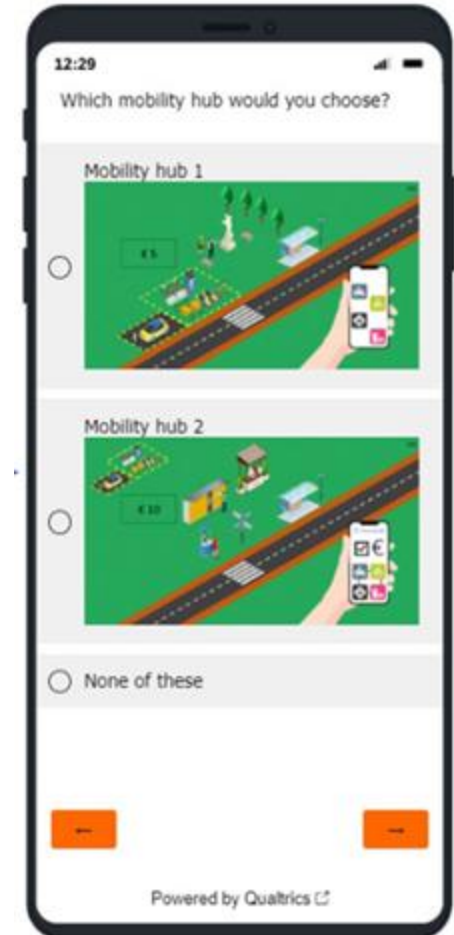 12:29
Which mobility hub would you choose?
Mobility hub 1
€ 5
Mobility hub 2
€ 10
€
None of these
←
→
Powered by Qualtrics